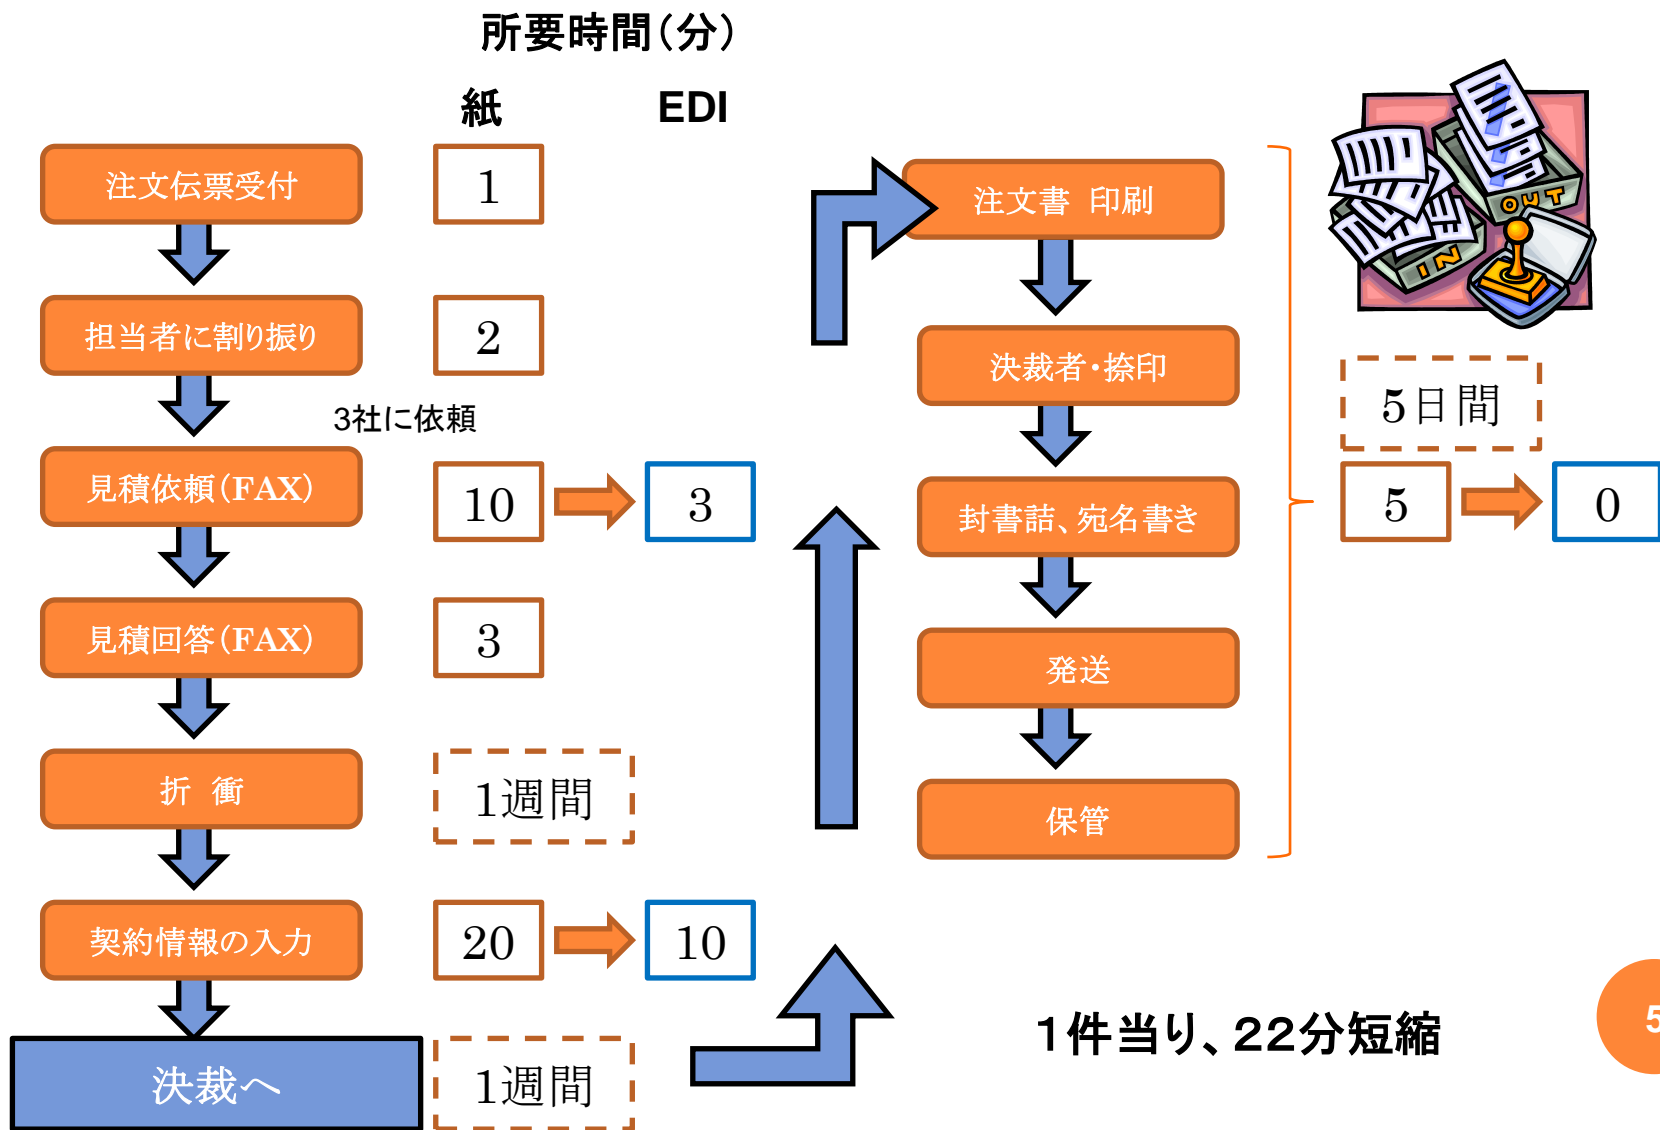 所要時間（分）
紙
EDI
注文伝票受付
1
担当者に割り振り
2
3社に依頼
見積依頼（FAX）
10
3
見積回答（FAX）
3
折 衝
1週間
契約情報の入力
20
10
決裁へ
1週間
注文書 印刷
決裁者・捺印
封書詰、宛名書き
発送
保管
OUT
IN
5日間
5
0
１件当り、２２分短縮
5